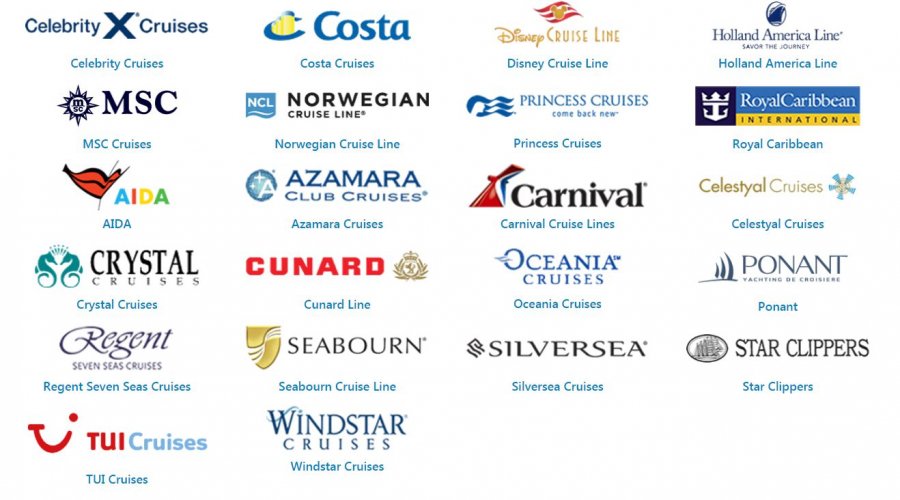 Celebrity X® Cruises
Costa
Disney CRUISE LINE
Holland America Line®
SAVOR THE JOURNEY
Celebrity Cruises
Costa Cruises
Disney Cruise Line
Holland America Line
msc MSC
NCL NORWEGIAN
CRUISE LINE®
PRINCESS CRUISES
come back new℠
RoyalCaribbean
INTERNATIONAL
MSC Cruises
Norwegian Cruise Line
Princess Cruises
Royal Caribbean
AIDA
AZAMARA
CLUB CRUISES®
Carnival®
Celestyal Cruises
AIDA
Azamara Cruises
Carnival Cruise Lines
Celestyal Cruises
CRYSTAL
CRUISES
CUNARD
OCEANIA™
CRUISES
PONANT
YACHTING DE CROISIERE
Crystal Cruises
Cunard Line
Oceania Cruises
Ponant
Regent
SEVEN SEAS CRUISES
SEABOURN®
SILVERSEA®
STAR CLIPPERS
Regent Seven Seas Cruises
Seabourn Cruise Line
Silversea Cruises
Star Clippers
TUI Cruises
WINDSTAR®
CRUISES
TUI Cruises
Windstar Cruises